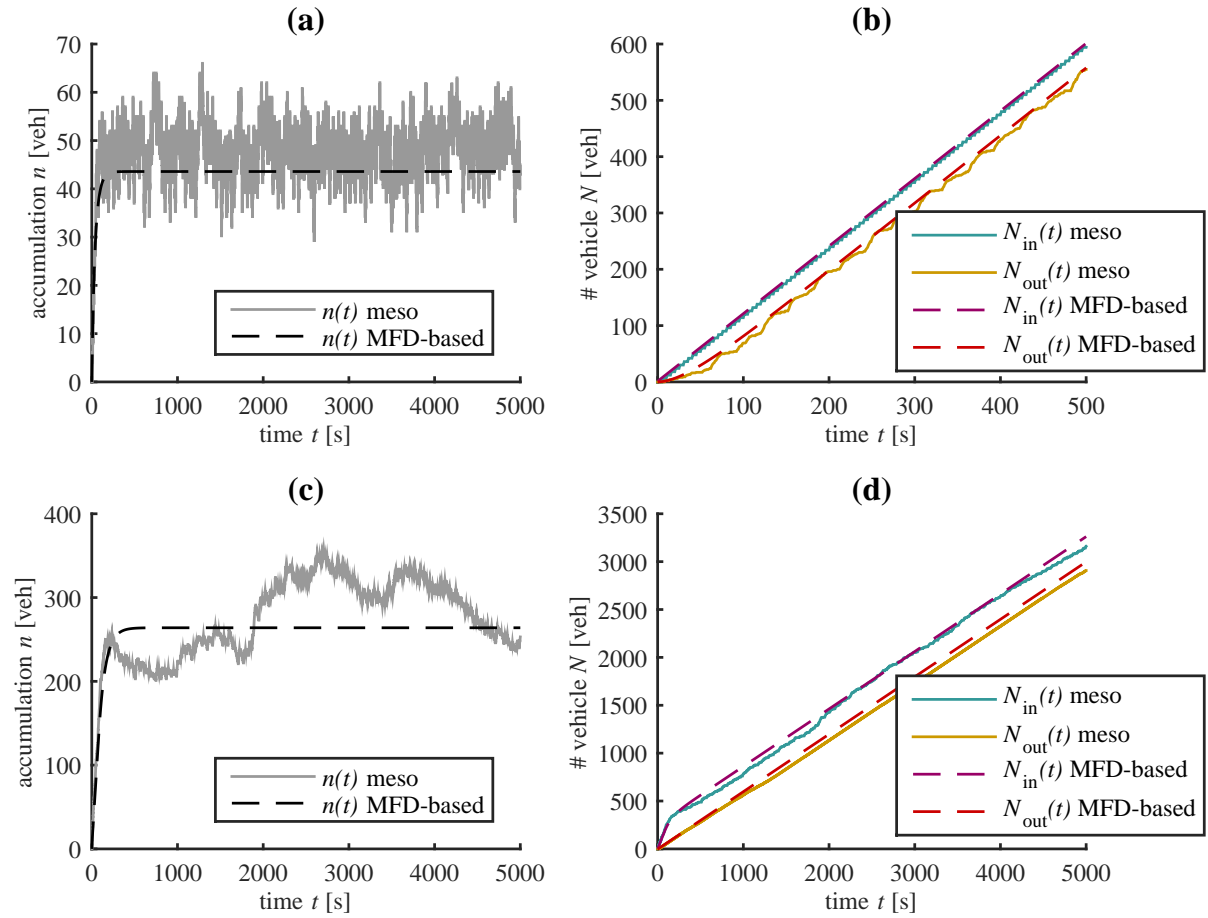 (a)
70
60
50
40
30
20
10
0
accumulation n [veh]
n(t) meso
n(t) MFD-based
0 1000 2000 3000 4000 5000
time t [s]
(b)
600
500
400
300
200
100
0
# vehicle N [veh]
N_in(t) meso
N_out(t) meso
N_in(t) MFD-based
N_out(t) MFD-based
0 100 200 300 400 500
time t [s]
(c)
400
300
200
100
0
accumulation n [veh]
n(t) meso
n(t) MFD-based
0 1000 2000 3000 4000 5000
time t [s]
(d)
3500
3000
2500
2000
1500
1000
500
0
# vehicle N [veh]
N_in(t) meso
N_out(t) meso
N_in(t) MFD-based
N_out(t) MFD-based
0 1000 2000 3000 4000 5000
time t [s]